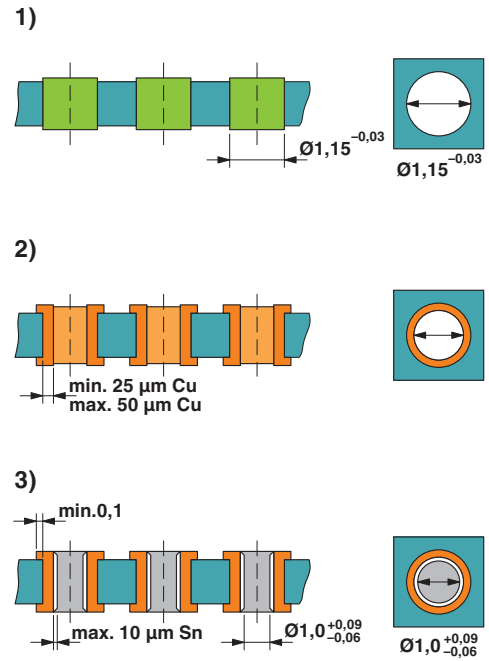 1)
Ø1,15 –0,03
Ø1,15 –0,03
2)
min. 25 µm Cu
max. 50 µm Cu
3)
min.0,1
max. 10 µm Sn
Ø1,0 +0,09 –0,06
Ø1,0 +0,09 –0,06